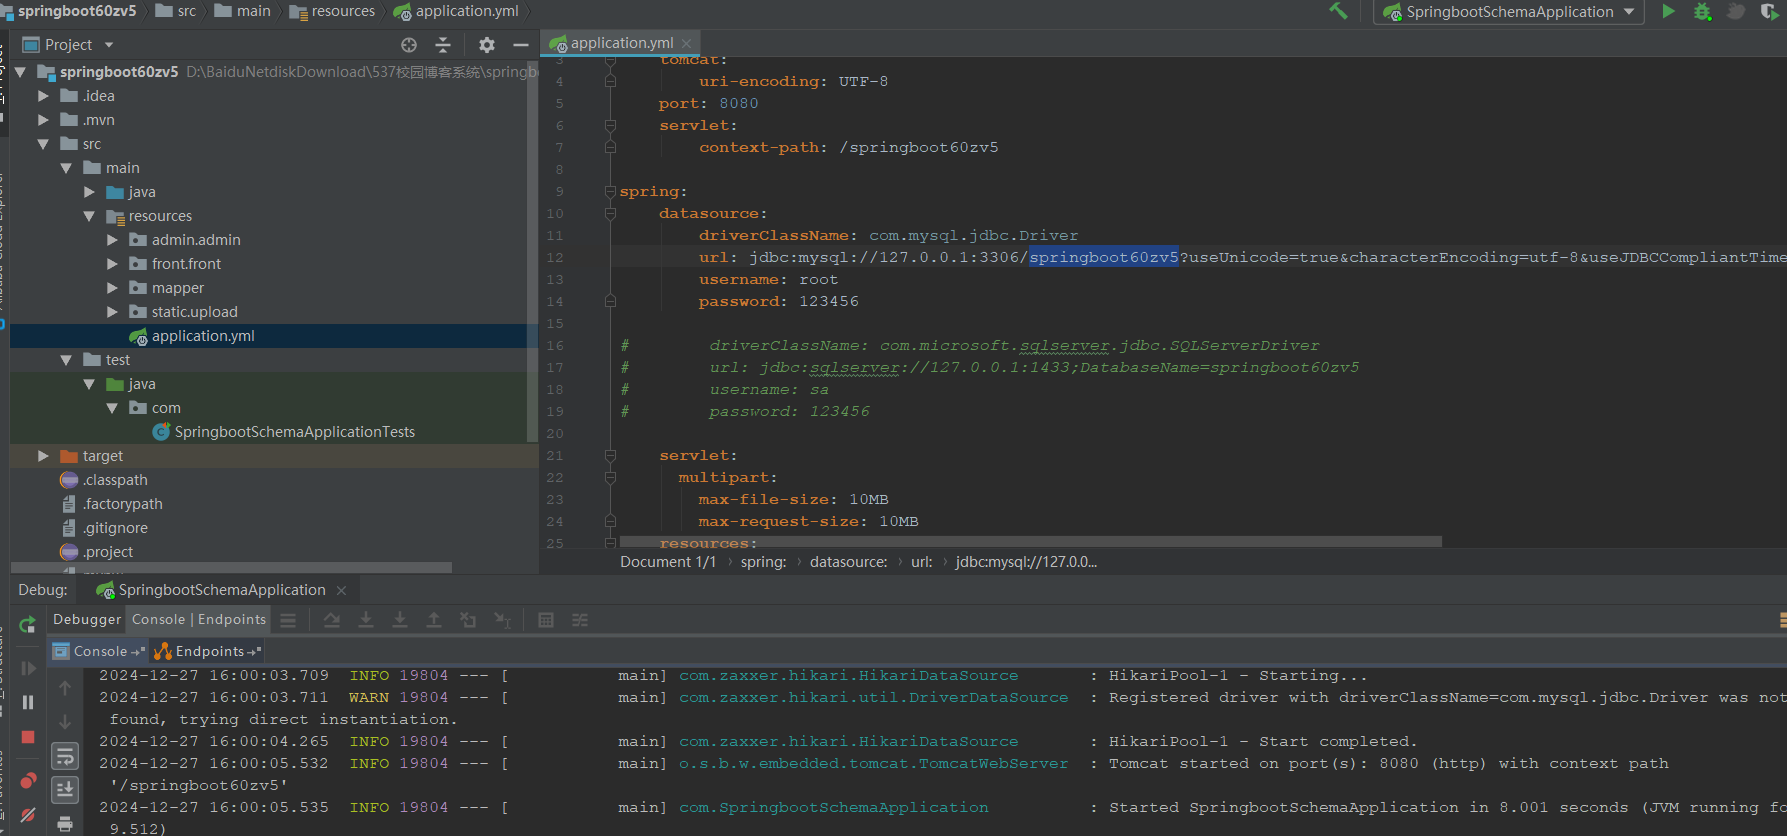 springboot60zv5 src main resources application.yml SpringbootSchemaApplication
Project application.yml
springboot60zv5 D:\BaiduNetdiskDownload\537校园博客系统\springb
.idea
.mvn
src
main
java
resources
admin.admin
front.front
mapper
static.upload
application.yml
test
java
com
SpringbootSchemaApplicationTests
target
.classpath
.factorypath
.gitignore
.project
3 tomcat:
4 uri-encoding: UTF-8
5 port: 8080
6 servlet:
7 context-path: /springboot60zv5
8
9 spring:
10 datasource:
11 driverClassName: com.mysql.jdbc.Driver
12 url: jdbc:mysql://127.0.0.1:3306/springboot60zv5?useUnicode=true&characterEncoding=utf-8&useJDBCCompliantTime
13 username: root
14 password: 123456
15
16 # driverClassName: com.microsoft.sqlserver.jdbc.SQLServerDriver
17 # url: jdbc:sqlserver://127.0.0.1:1433;DatabaseName=springboot60zv5
18 # username: sa
19 # password: 123456
20
21 servlet:
22 multipart:
23 max-file-size: 10MB
24 max-request-size: 10MB
25 resources:
Document 1/1 › spring: › datasource: › url: › jdbc:mysql://127.0.0...
Debug: SpringbootSchemaApplication
Debugger Console | Endpoints
Console Endpoints
2024-12-27 16:00:03.709 INFO 19804 --- [ main] com.zaxxer.hikari.HikariDataSource : HikariPool-1 - Starting...
2024-12-27 16:00:03.711 WARN 19804 --- [ main] com.zaxxer.hikari.util.DriverDataSource : Registered driver with driverClassName=com.mysql.jdbc.Driver was not
found, trying direct instantiation.
2024-12-27 16:00:04.265 INFO 19804 --- [ main] com.zaxxer.hikari.HikariDataSource : HikariPool-1 - Start completed.
2024-12-27 16:00:05.532 INFO 19804 --- [ main] o.s.b.w.embedded.tomcat.TomcatWebServer : Tomcat started on port(s): 8080 (http) with context path
'/springboot60zv5'
2024-12-27 16:00:05.535 INFO 19804 --- [ main] com.SpringbootSchemaApplication : Started SpringbootSchemaApplication in 8.001 seconds (JVM running fo
9.512)